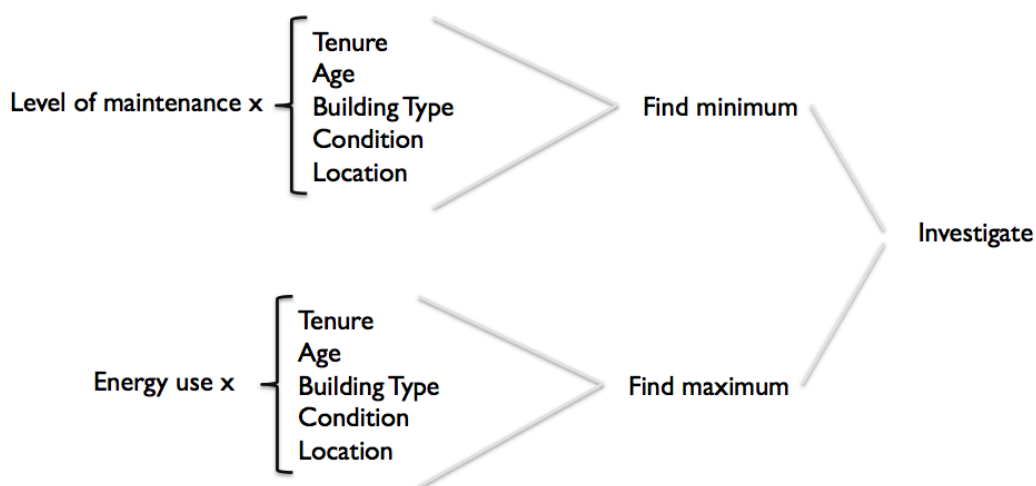 Level of maintenance x
Tenure
Age
Building Type
Condition
Location
Find minimum
Energy use x
Tenure
Age
Building Type
Condition
Location
Find maximum
Investigate